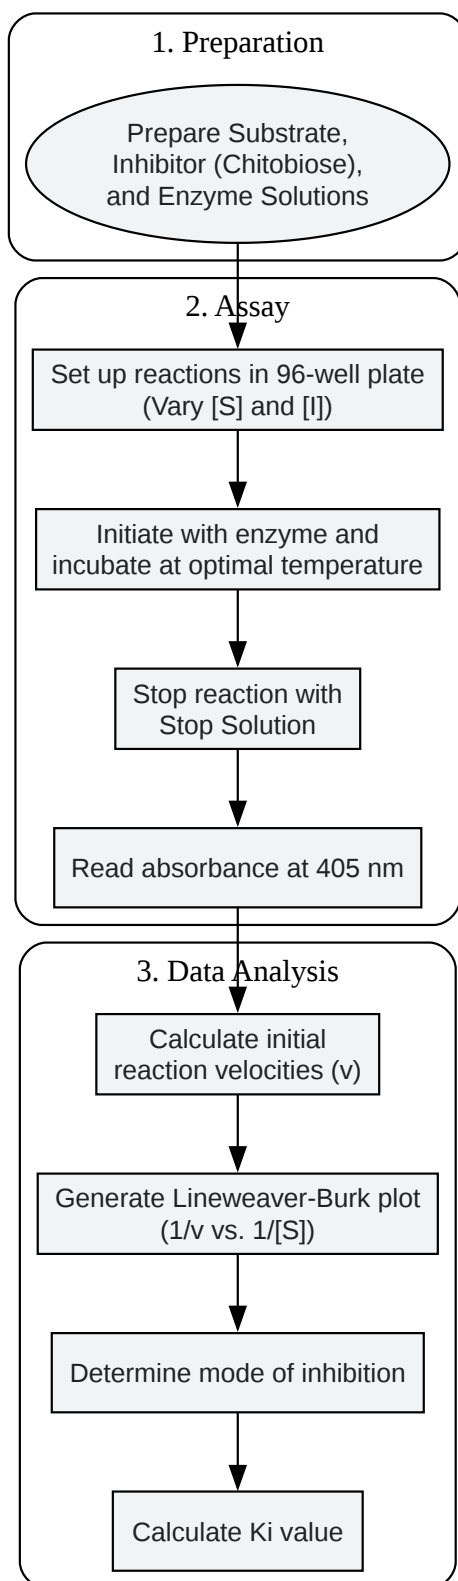 1. Preparation
Prepare Substrate,
Inhibitor (Chitobiose),
and Enzyme Solutions
2. Assay
Set up reactions in 96-well plate
(Vary [S] and [I])
Initiate with enzyme and
incubate at optimal temperature
Stop reaction with
Stop Solution
Read absorbance at 405 nm
3. Data Analysis
Calculate initial
reaction velocities (v)
Generate Lineweaver-Burk plot
(1/v vs. 1/[S])
Determine mode of inhibition
Calculate Ki value